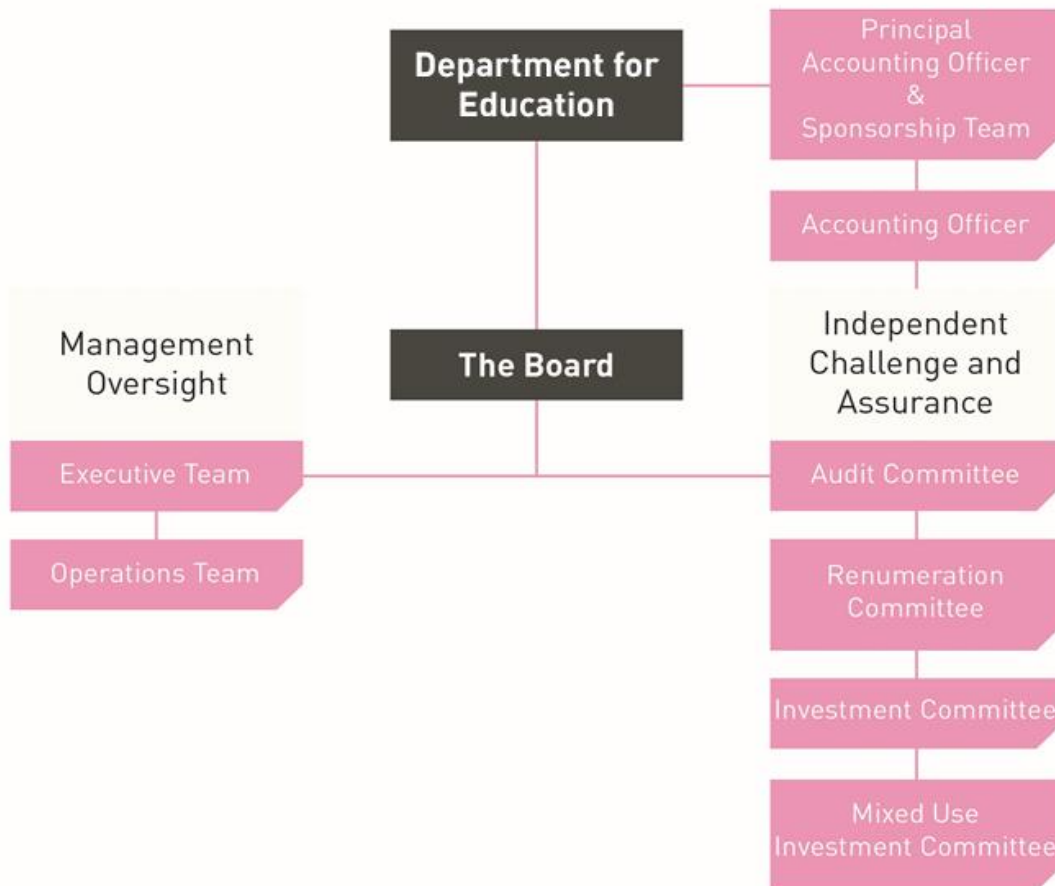 Department for
Education
Principal
Accounting Officer
&
Sponsorship Team
Accounting Officer
Management
Oversight
The Board
Independent
Challenge and
Assurance
Executive Team
Operations Team
Audit Committee
Renumeration
Committee
Investment Committee
Mixed Use
Investment Committee